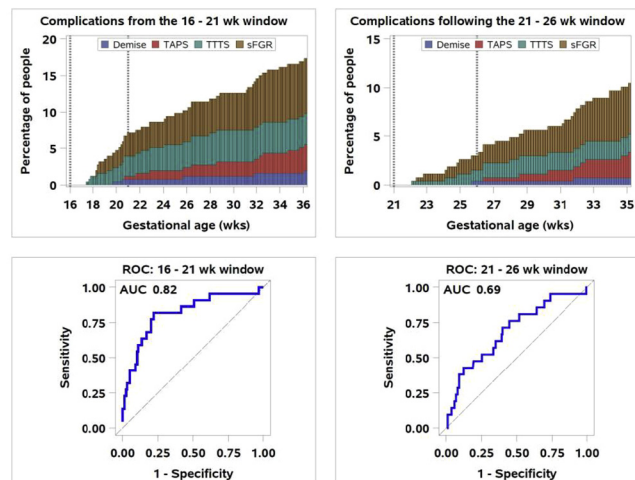 Complications from the 16 - 21 wk window
Percentage of people
20
15
10
5
0
Demise TAPS TTTS sFGR
16 18 20 22 24 26 28 30 32 34 36
Gestational age (wks)
Complications following the 21 - 26 wk window
Percentage of people
15
10
5
0
Demise TAPS TTTS sFGR
21 23 25 27 29 31 33 35
Gestational age (wks)
ROC: 16 - 21 wk window
AUC 0.82
Sensitivity
1.00
0.75
0.50
0.25
0.00
0.00 0.25 0.50 0.75 1.00
1 - Specificity
ROC: 21 - 26 wk window
AUC 0.69
Sensitivity
1.00
0.75
0.50
0.25
0.00
0.00 0.25 0.50 0.75 1.00
1 - Specificity